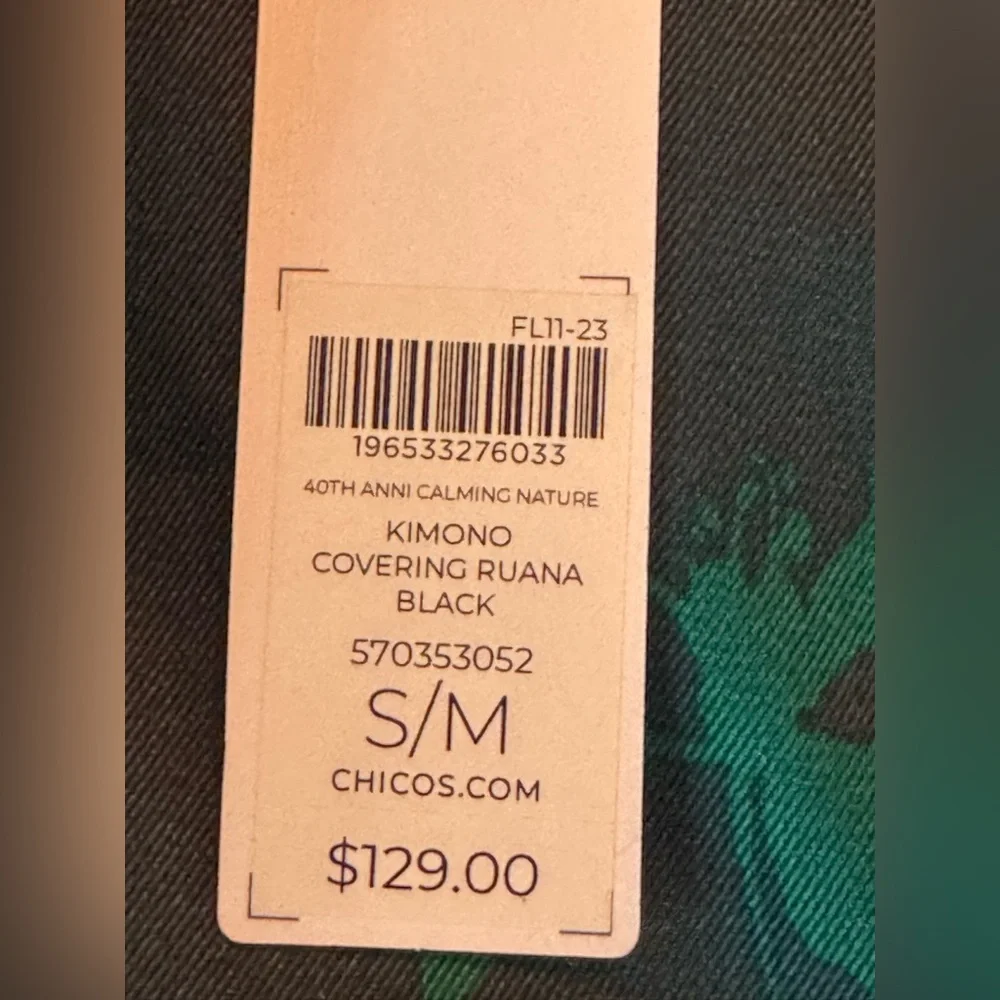 FL11-23
196533276033
40TH ANNI CALMING NATURE
KIMONO
COVERING RUANA
BLACK
570353052
S/M
CHICOS.COM
$129.00